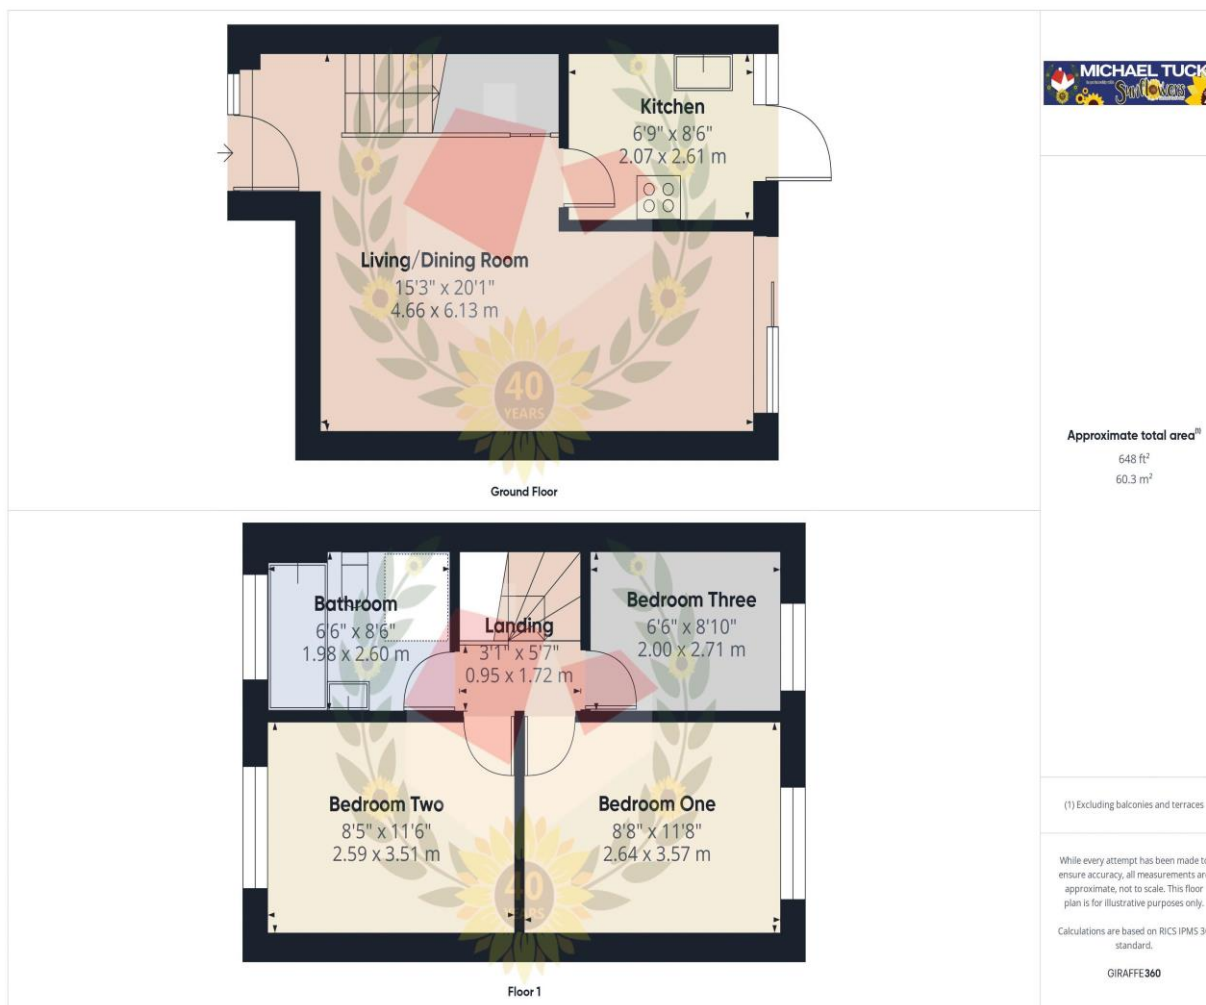 MICHAEL TUCK
Sunflowers
Kitchen
6'9" x 8'6"
2.07 x 2.61 m
Living/Dining Room
15'3" x 20'1"
4.66 x 6.13 m
40
YEARS
Ground Floor
Approximate total area(1)
648 ft²
60.3 m²
Bathroom
6'6" x 8'6"
1.98 x 2.60 m
Landing
3'1" x 5'7"
0.95 x 1.72 m
Bedroom Three
6'6" x 8'10"
2.00 x 2.71 m
Bedroom Two
8'5" x 11'6"
2.59 x 3.51 m
Bedroom One
8'8" x 11'8"
2.64 x 3.57 m
40
YEARS
Floor 1
(1) Excluding balconies and terraces
While every attempt has been made to
ensure accuracy, all measurements are
approximate, not to scale. This floor
plan is for illustrative purposes only.
Calculations are based on RICS IPMS 3
standard.
GIRAFFE360